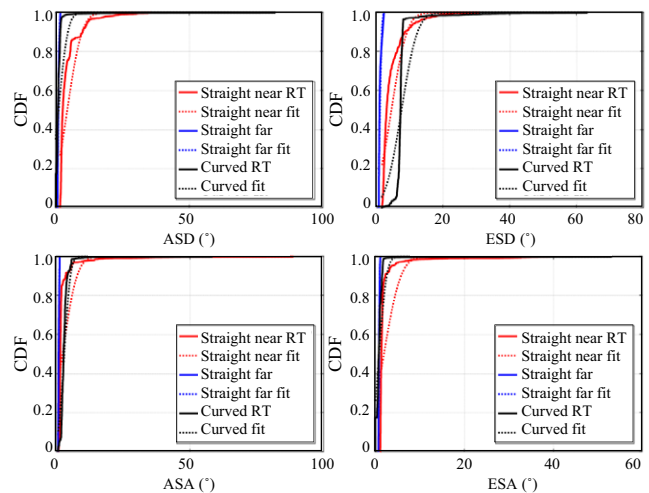 1.0
0.8
0.6
0.4
0.2
0
CDF
Straight near RT
Straight near fit
Straight far
Straight far fit
Curved RT
Curved fit
0
50
100
ASD (˚)
1.0
0.8
0.6
0.4
0.2
0
CDF
Straight near RT
Straight near fit
Straight far
Straight far fit
Curved RT
Curved fit
0
20
40
60
80
ESD (˚)
1.0
0.8
0.6
0.4
0.2
0
CDF
Straight near RT
Straight near fit
Straight far
Straight far fit
Curved RT
Curved fit
0
50
100
ASA (˚)
1.0
0.8
0.6
0.4
0.2
0
CDF
Straight near RT
Straight near fit
Straight far
Straight far fit
Curved RT
Curved fit
0
20
40
60
ESA (˚)